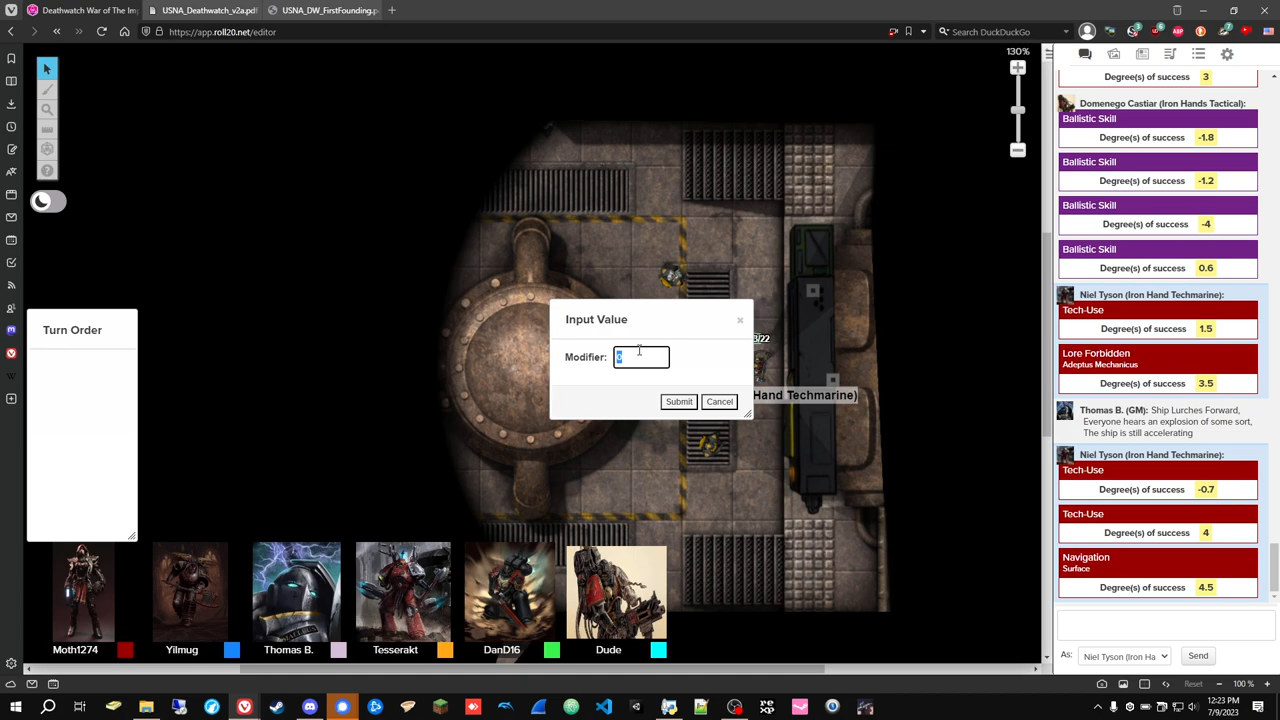 Deathwatch War of The Imp
USNA_Deathwatch_v2a.pdf
USNA_DW_FirstFounding.p
https://app.roll20.net/editor
Search DuckDuckGo
130%
Degree(s) of success 3
Domenego Castiar (Iron Hands Tactical):
Ballistic Skill
Degree(s) of success -1.8
Ballistic Skill
Degree(s) of success -1.2
Ballistic Skill
Degree(s) of success -4
Ballistic Skill
Degree(s) of success 0.6
Niel Tyson (Iron Hand Techmarine):
Tech-Use
Degree(s) of success 1.5
Lore Forbidden
Adeptus Mechanicus
Degree(s) of success 3.5
Thomas B. (GM): Ship Lurches Forward,
Everyone hears an explosion of some sort,
The ship is still accelerating
Niel Tyson (Iron Hand Techmarine):
Tech-Use
Degree(s) of success -0.7
Tech-Use
Degree(s) of success 4
Navigation
Surface
Degree(s) of success 4.5
As: Niel Tyson (Iron Ha
Send
Turn Order
Input Value
×
Modifier: 0
Submit
Cancel
/22
Hand Techmarine)
Moth1274
Yilmug
Thomas B.
Tesserakt
DanD16
Dude
Reset
100 %
12:23 PM
7/9/2023